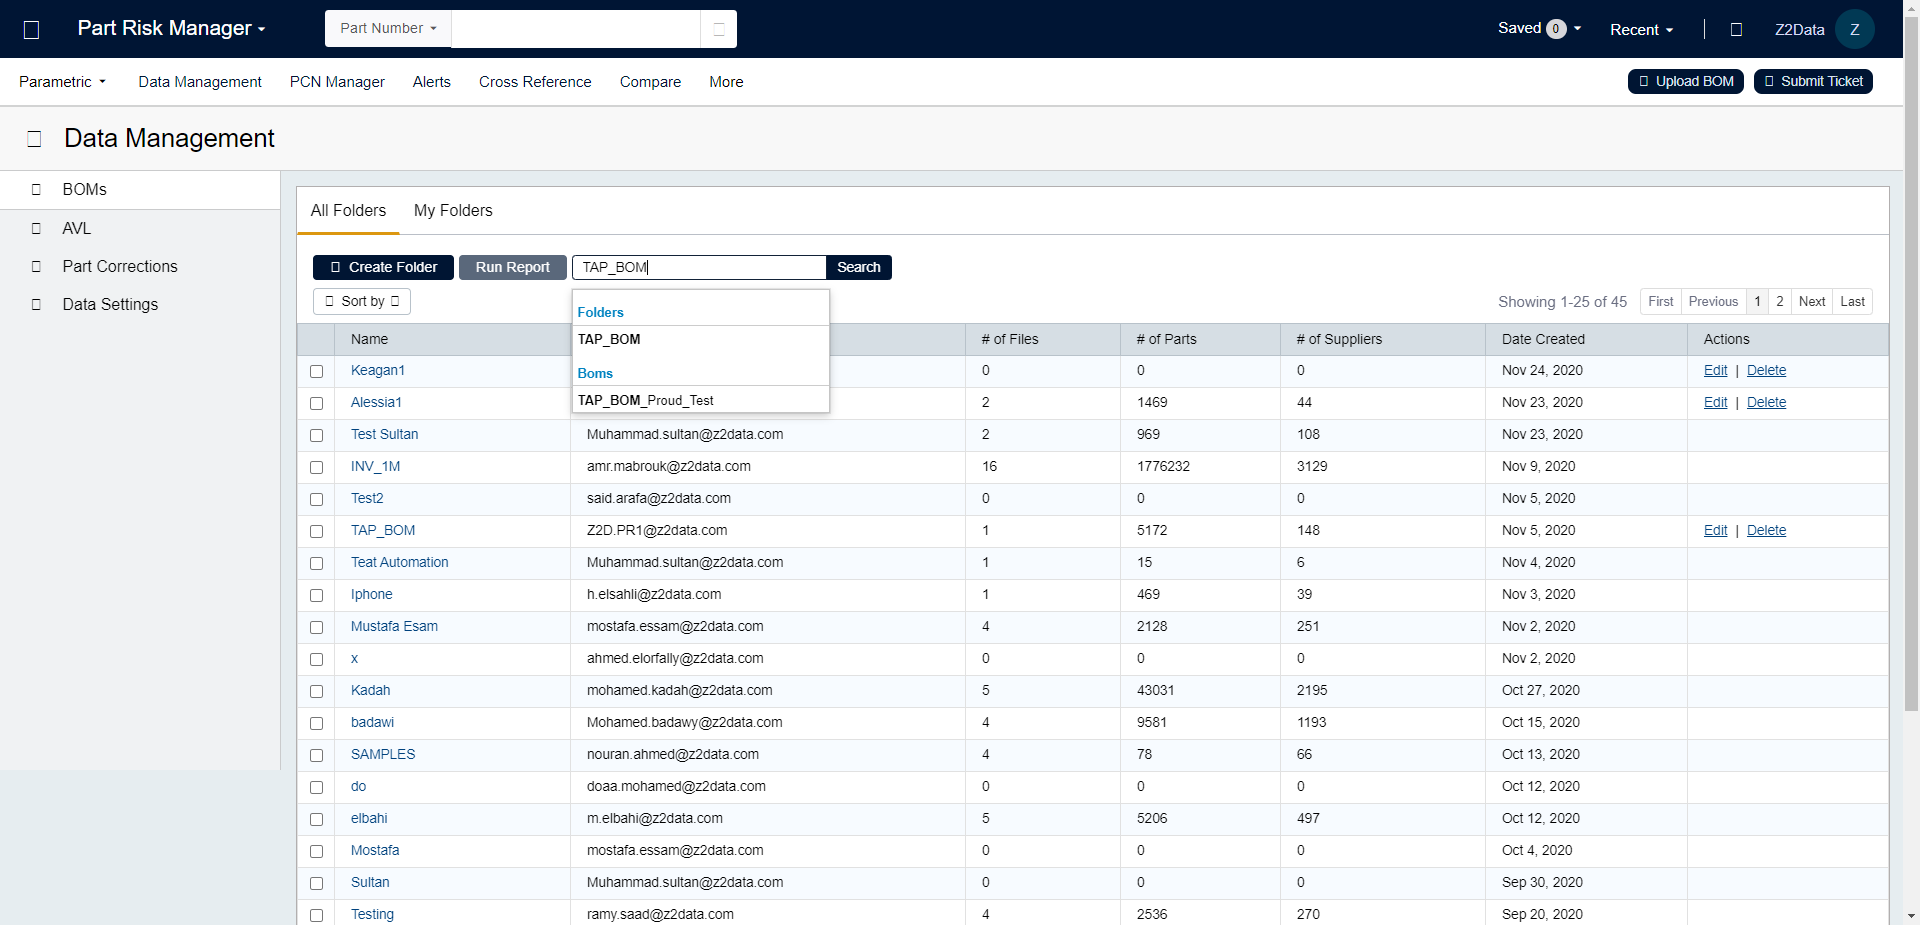 Part Risk Manager
Part Number
Saved 0
Recent
Z2Data
Z
Parametric
Data Management
PCN Manager
Alerts
Cross Reference
Compare
More
Upload BOM
Submit Ticket
Data Management
BOMs
AVL
Part Corrections
Data Settings
All Folders
My Folders
Create Folder
Run Report
TAP_BOM
Search
Sort by
Folders
TAP_BOM
Boms
TAP_BOM_Proud_Test
Showing 1-25 of 45
First Previous 1 2 Next Last
Name # of Files # of Parts # of Suppliers Date Created Actions
Keagan1 0 0 0 Nov 24, 2020 Edit | Delete
Alessia1 2 1469 44 Nov 23, 2020 Edit | Delete
Test Sultan Muhammad.sultan@z2data.com 2 969 108 Nov 23, 2020
INV_1M amr.mabrouk@z2data.com 16 1776232 3129 Nov 9, 2020
Test2 said.arafa@z2data.com 0 0 0 Nov 5, 2020
TAP_BOM Z2D.PR1@z2data.com 1 5172 148 Nov 5, 2020 Edit | Delete
Teat Automation Muhammad.sultan@z2data.com 1 15 6 Nov 4, 2020
Iphone h.elsahli@z2data.com 1 469 39 Nov 3, 2020
Mustafa Esam mostafa.essam@z2data.com 4 2128 251 Nov 2, 2020
x ahmed.elorfally@z2data.com 0 0 0 Nov 2, 2020
Kadah mohamed.kadah@z2data.com 5 43031 2195 Oct 27, 2020
badawi Mohamed.badawy@z2data.com 4 9581 1193 Oct 15, 2020
SAMPLES nouran.ahmed@z2data.com 4 78 66 Oct 13, 2020
do doaa.mohamed@z2data.com 0 0 0 Oct 12, 2020
elbahi m.elbahi@z2data.com 5 5206 497 Oct 12, 2020
Mostafa mostafa.essam@z2data.com 0 0 0 Oct 4, 2020
Sultan Muhammad.sultan@z2data.com 0 0 0 Sep 30, 2020
Testing ramy.saad@z2data.com 4 2536 270 Sep 20, 2020